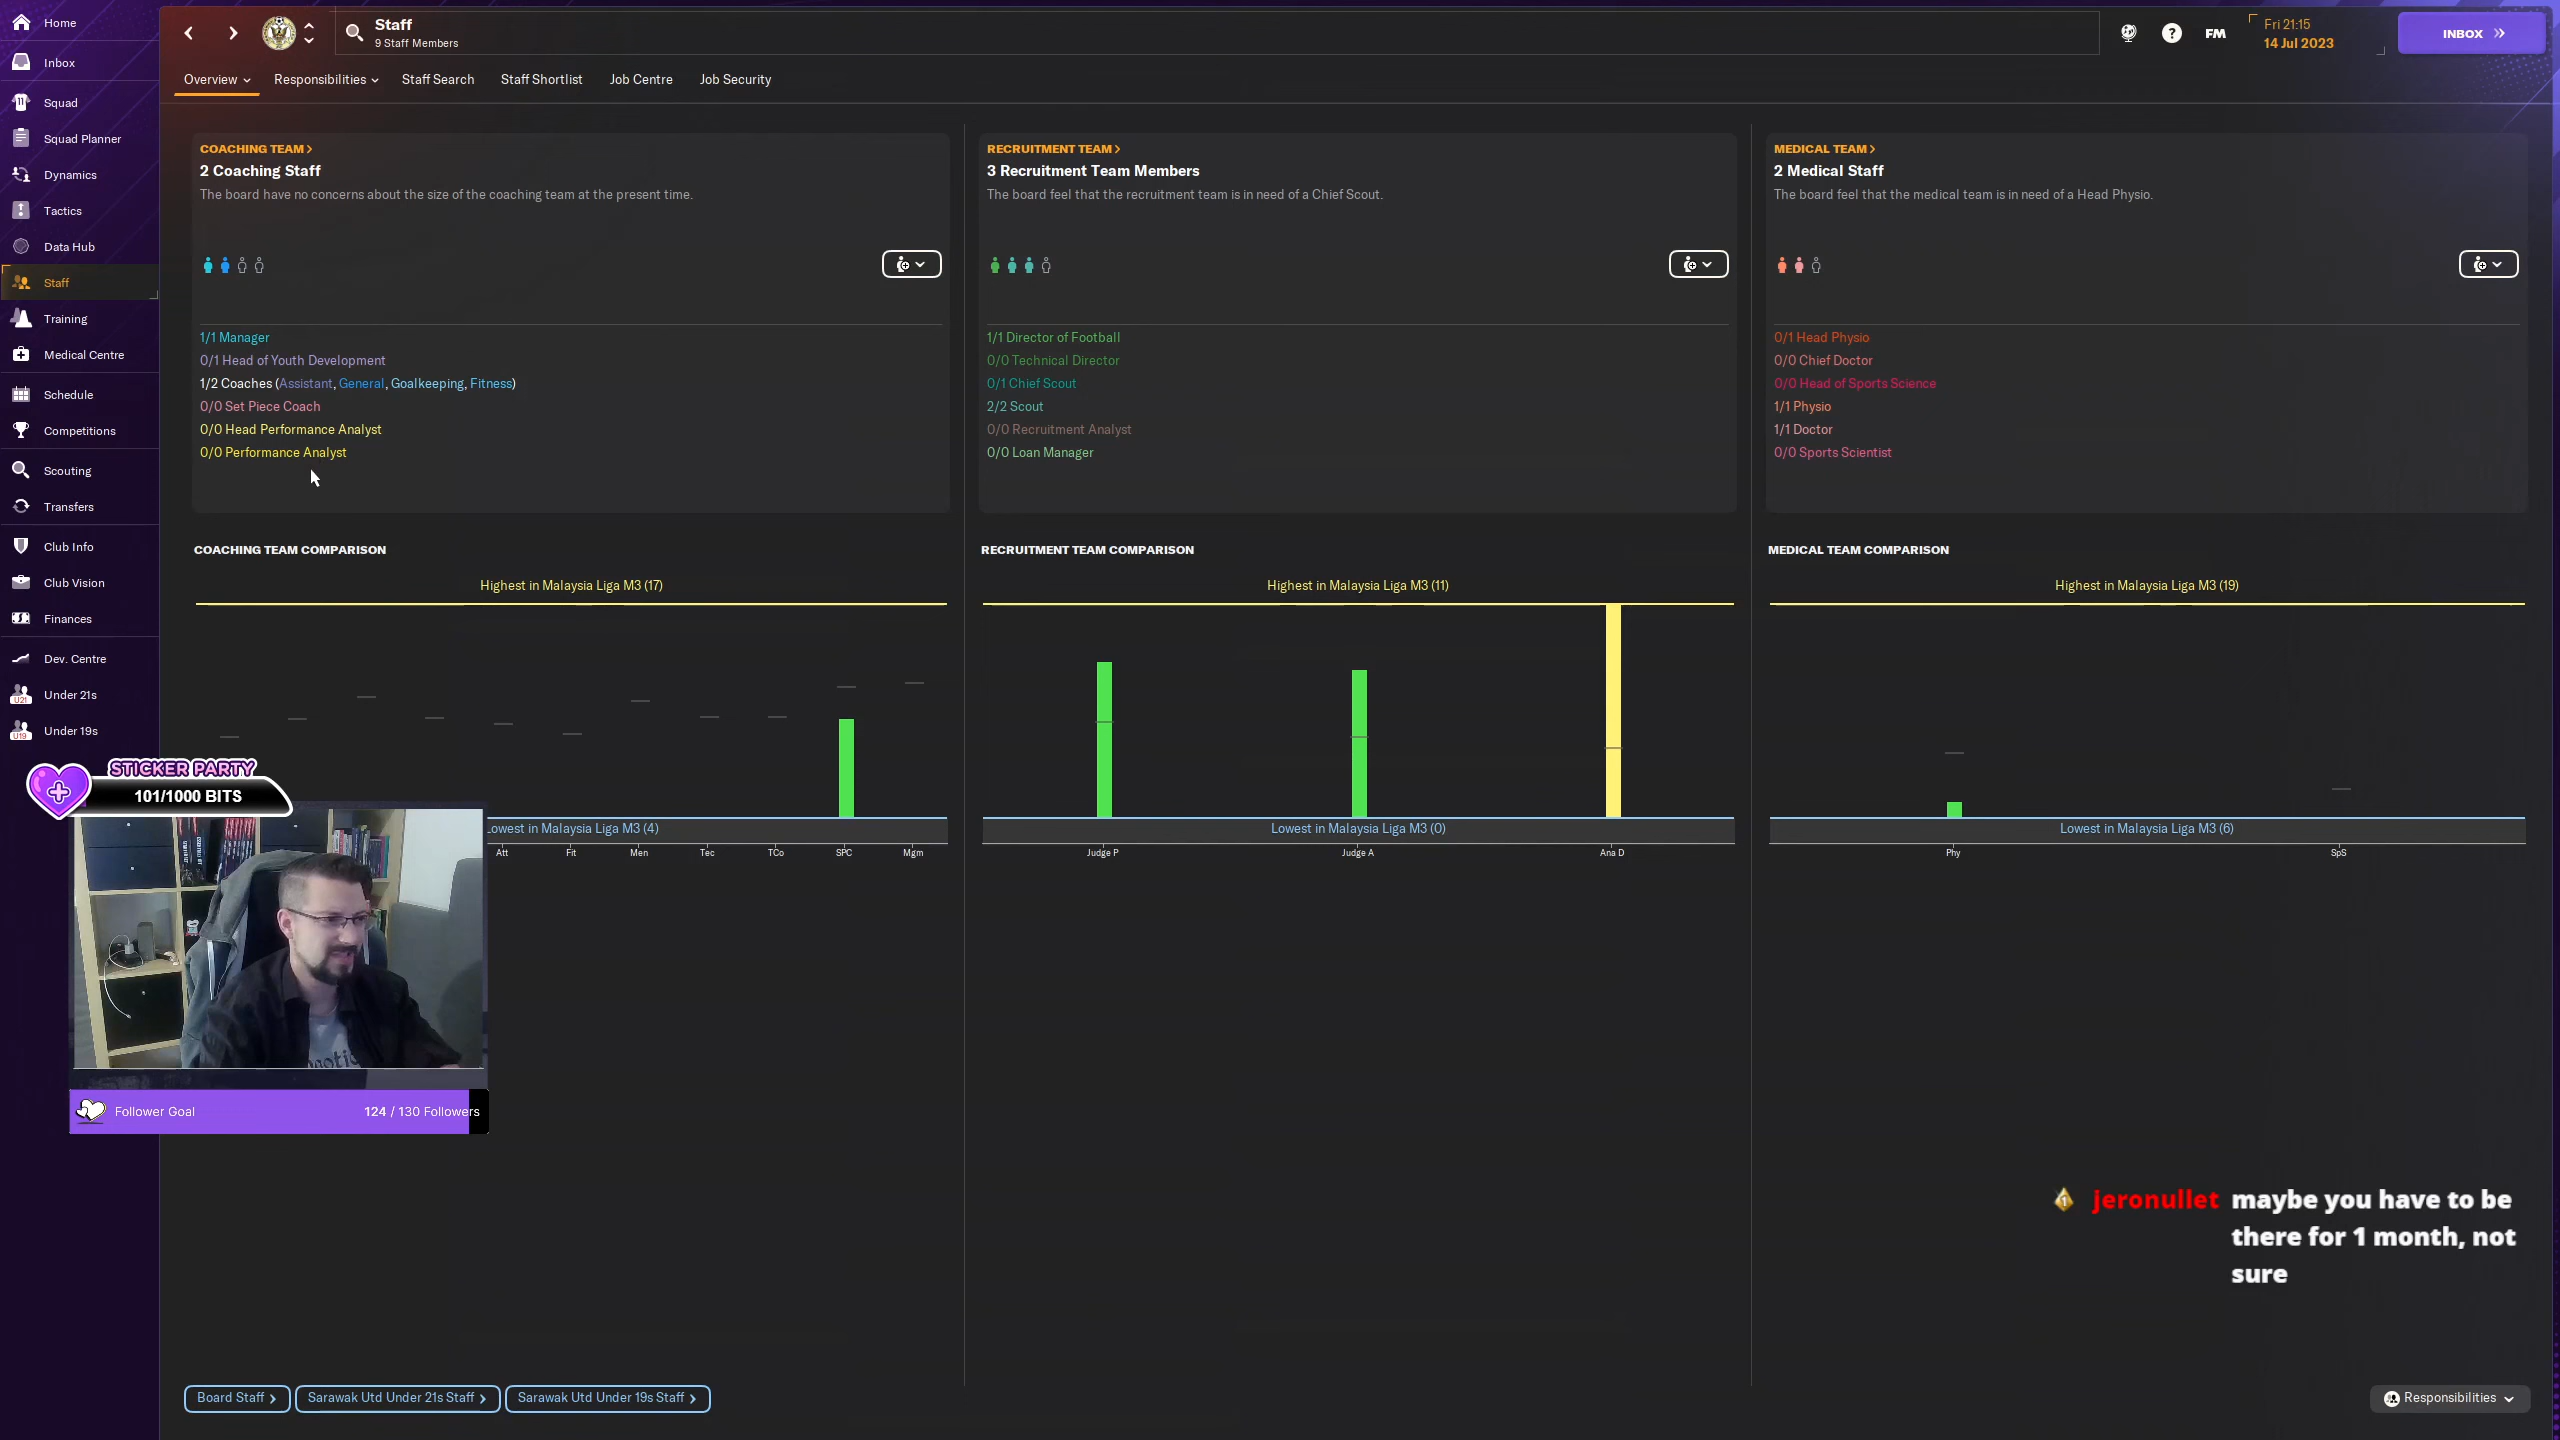 Home
Inbox
Squad
Squad Planner
Dynamics
Tactics
Data Hub
Staff
Training
Medical Centre
Schedule
Competitions
Scouting
Transfers
Club Info
Club Vision
Finances
Dev. Centre
Under 21s
Under 19s
Staff
9 Staff Members
FM
Fri 21:15
14 Jul 2023
INBOX
Overview
Responsibilities
Staff Search
Staff Shortlist
Job Centre
Job Security
COACHING TEAM >
2 Coaching Staff
The board have no concerns about the size of the coaching team at the present time.
1/1 Manager
0/1 Head of Youth Development
1/2 Coaches (Assistant, General, Goalkeeping, Fitness)
0/0 Set Piece Coach
0/0 Head Performance Analyst
0/0 Performance Analyst
RECRUITMENT TEAM >
3 Recruitment Team Members
The board feel that the recruitment team is in need of a Chief Scout.
1/1 Director of Football
0/0 Technical Director
0/1 Chief Scout
2/2 Scout
0/0 Recruitment Analyst
0/0 Loan Manager
MEDICAL TEAM >
2 Medical Staff
The board feel that the medical team is in need of a Head Physio.
0/1 Head Physio
0/0 Chief Doctor
0/0 Head of Sports Science
1/1 Physio
1/1 Doctor
0/0 Sports Scientist
COACHING TEAM COMPARISON
Highest in Malaysia Liga M3 (17)
Lowest in Malaysia Liga M3 (4)
Att Fit Men Tec TCo SPC Mgm
RECRUITMENT TEAM COMPARISON
Highest in Malaysia Liga M3 (11)
Lowest in Malaysia Liga M3 (0)
Judge P Judge A Ana D
MEDICAL TEAM COMPARISON
Highest in Malaysia Liga M3 (19)
Lowest in Malaysia Liga M3 (6)
Phy SpS
STICKER PARTY
101/1000 BITS
Follower Goal 124 / 130 Followers
jeronullet maybe you have to be
there for 1 month, not
sure
Board Staff >
Sarawak Utd Under 21s Staff >
Sarawak Utd Under 19s Staff >
Responsibilities